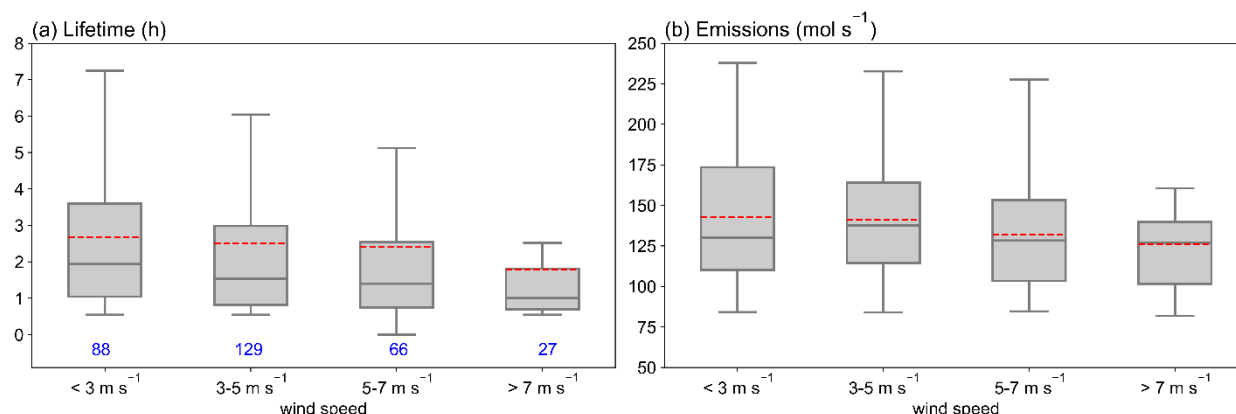 (a) Lifetime (h)
8
7
6
5
4
3
2
1
0
88 129 66 27
< 3 m s⁻¹ 3-5 m s⁻¹ 5-7 m s⁻¹ > 7 m s⁻¹
wind speed
(b) Emissions (mol s⁻¹)
250
225
200
175
150
125
100
75
50
< 3 m s⁻¹ 3-5 m s⁻¹ 5-7 m s⁻¹ > 7 m s⁻¹
wind speed